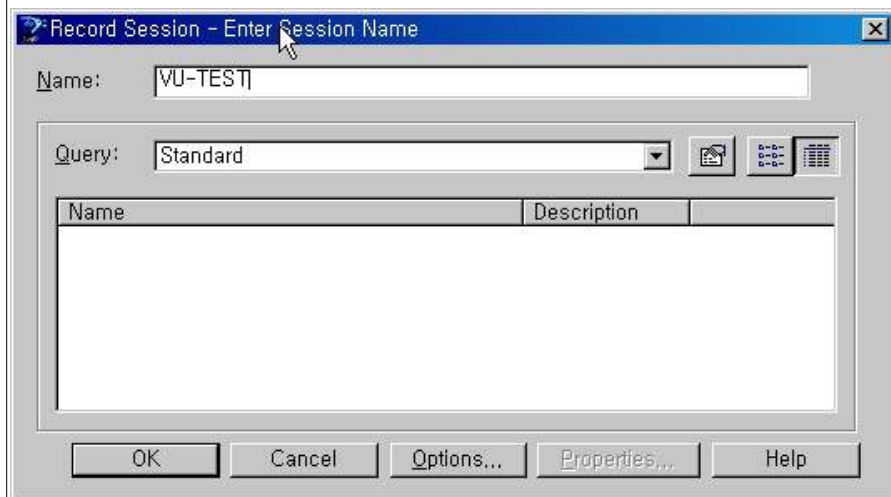 Record Session - Enter Session Name
Name: VU-TEST
Query: Standard
Name Description
OK Cancel Options... Properties... Help